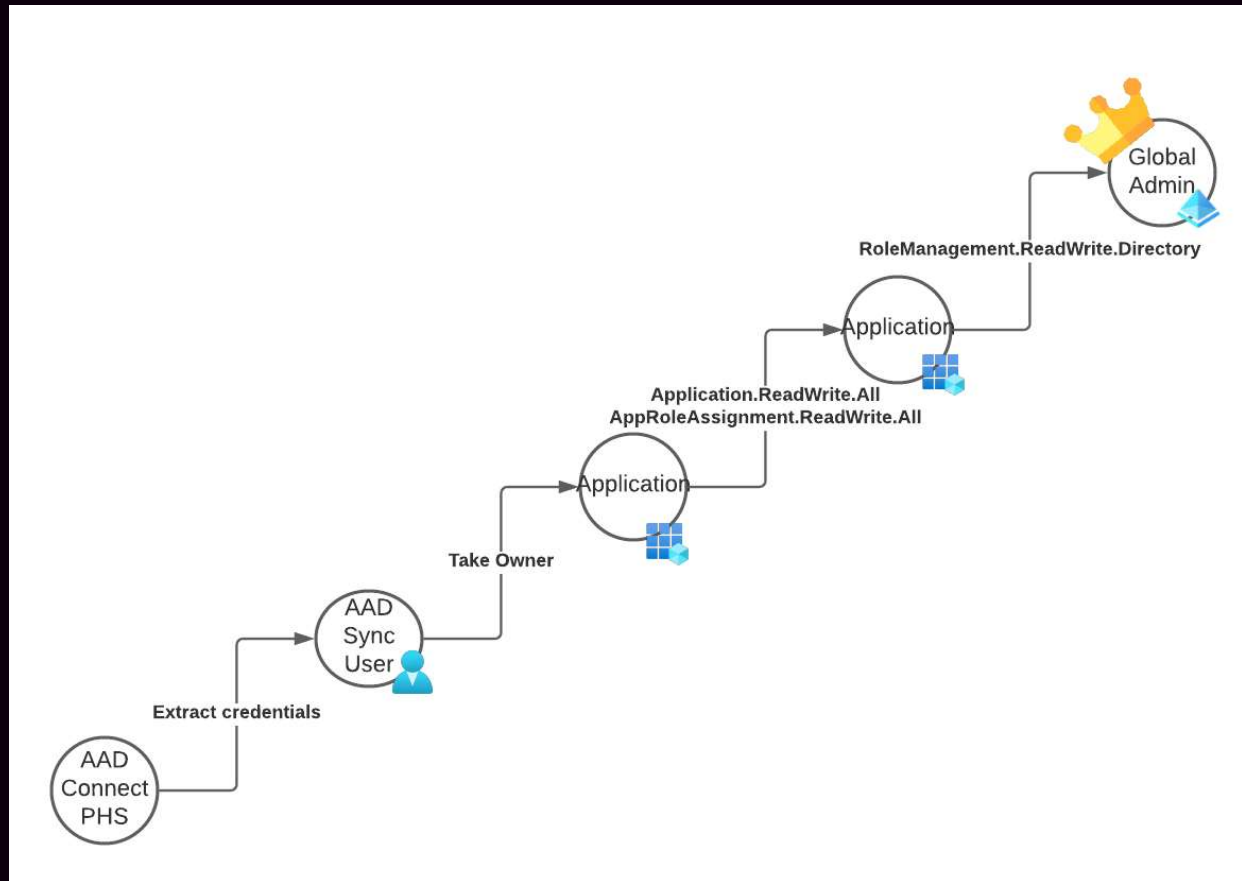 Global
Admin
RoleManagement.ReadWrite.Directory
Application
Application.ReadWrite.All
AppRoleAssignment.ReadWrite.All
Application
Take Owner
AAD
Sync
User
Extract credentials
AAD
Connect
PHS